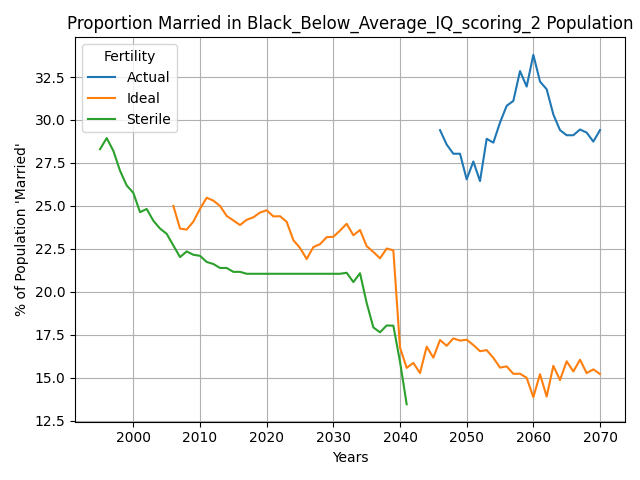 Proportion Married in Black_Below_Average_IQ_scoring_2 Population
Fertility
Actual
Ideal
Sterile
% of Population 'Married'
32.5
30.0
27.5
25.0
22.5
20.0
17.5
15.0
12.5
2000 2010 2020 2030 2040 2050 2060 2070
Years